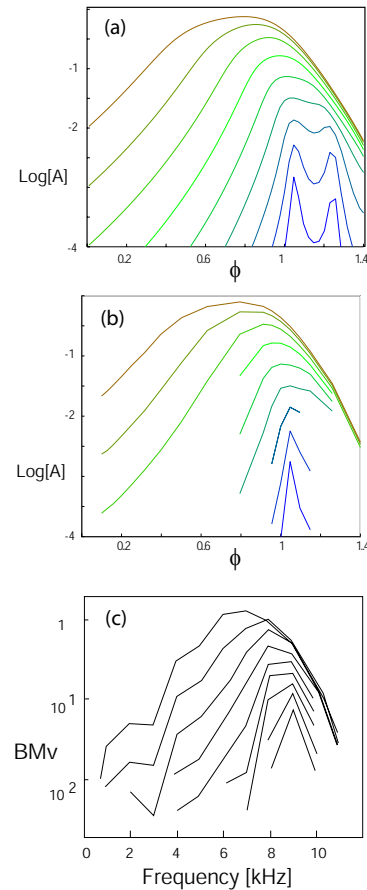 (a)
-1
-2
Log[A]
-4
0.2 0.6 1 1.4
ϕ
(b)
-1
-2
Log[A]
-4
0.2 0.6 1 1.4
ϕ
(c)
1
10 1
BMv
10 2
0 2 4 6 8 10
Frequency [kHz]